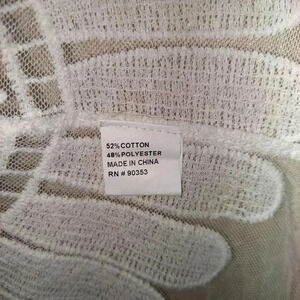 52% COTTON
48% POLYESTER
MADE IN CHINA
RN # 90353